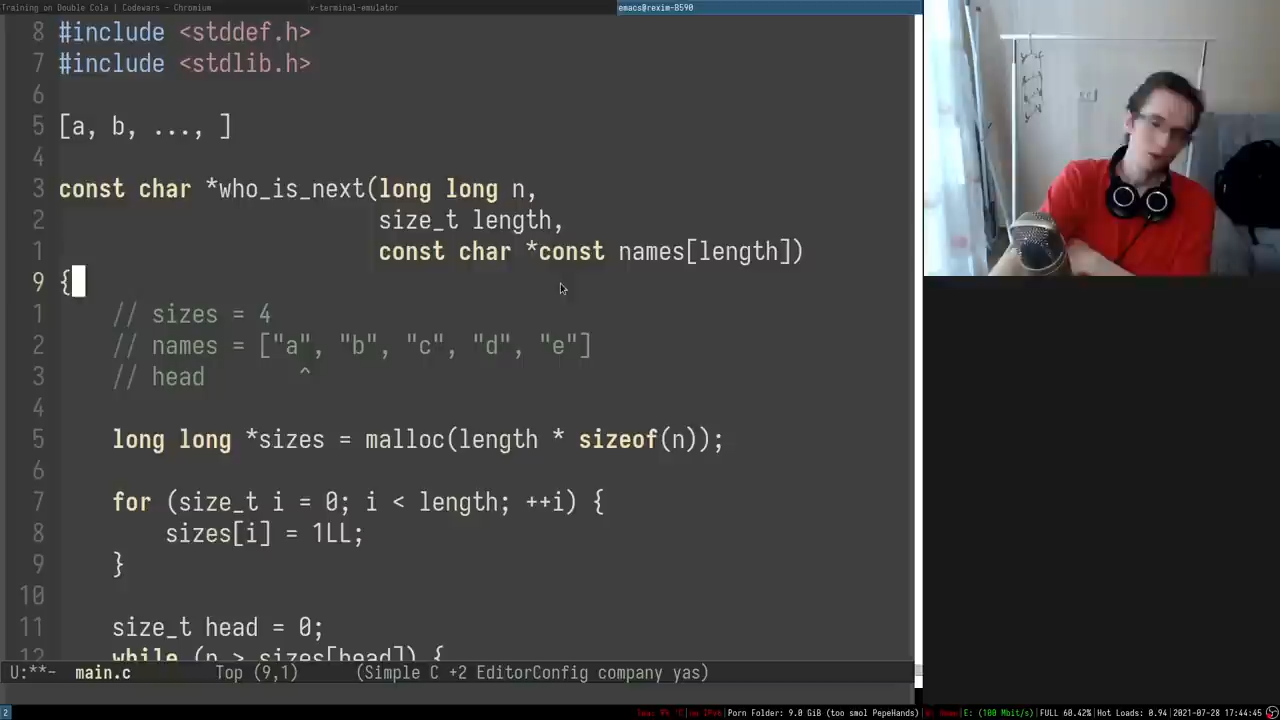 Training on Double Cola | Codewars - Chromium x-terminal-emulator emacs@rexim-B590
8 #include <stddef.h>
7 #include <stdlib.h>
6
5 [a, b, ..., ]
4
3 const char *who_is_next(long long n,
2 size_t length,
1 const char *const names[length])
9 {
1 // sizes = 4
2 // names = ["a", "b", "c", "d", "e"]
3 // head ^
4
5 long long *sizes = malloc(length * sizeof(n));
6
7 for (size_t i = 0; i < length; ++i) {
8 sizes[i] = 1LL;
9 }
10
11 size_t head = 0;
12 while (n > sizes[head]) {
U:**- main.c Top (9,1) (Simple C +2 EditorConfig company yas)
2 Porn Folder: 9.0 GiB (too smol PepeHands) E: (100 Mbit/s) FULL 60.42% Hot Loads: 0.94 2021-07-28 17:44:45